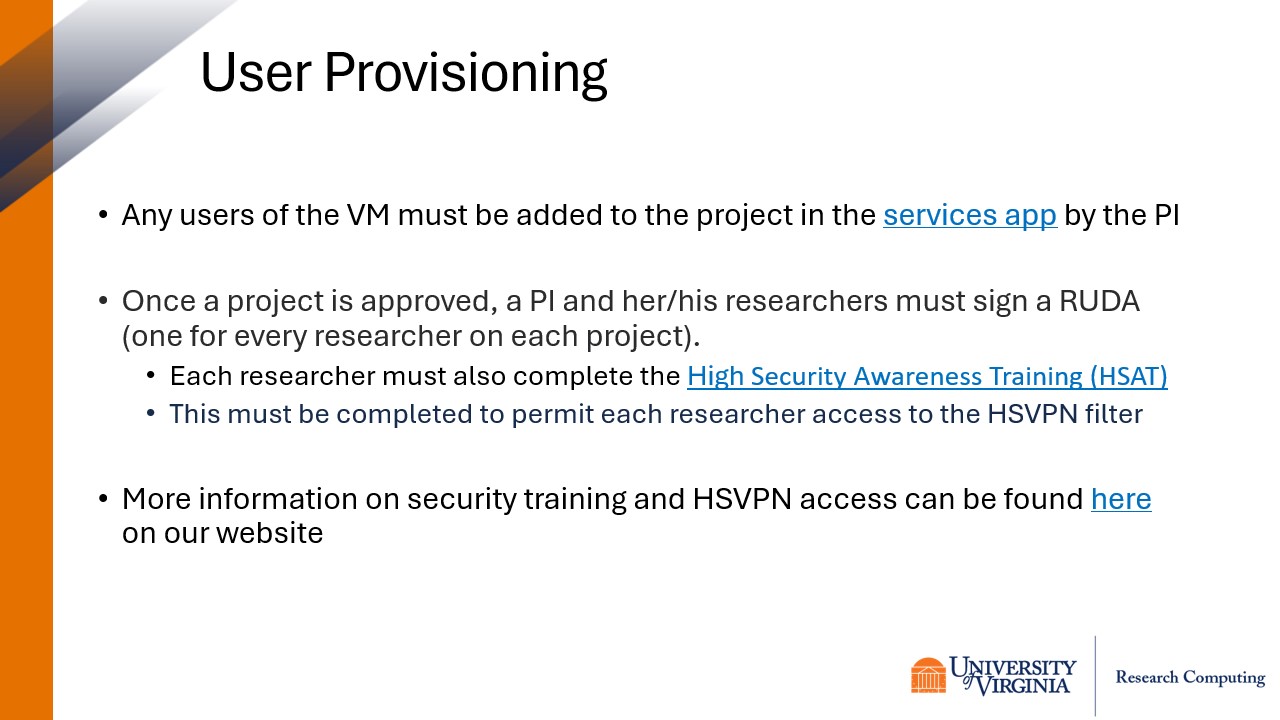 User Provisioning
• Any users of the VM must be added to the project in the services app by the PI
• Once a project is approved, a PI and her/his researchers must sign a RUDA
(one for every researcher on each project).
• Each researcher must also complete the High Security Awareness Training (HSAT)
• This must be completed to permit each researcher access to the HSVPN filter
• More information on security training and HSVPN access can be found here
on our website
UNIVERSITY
of VIRGINIA
Research Computing